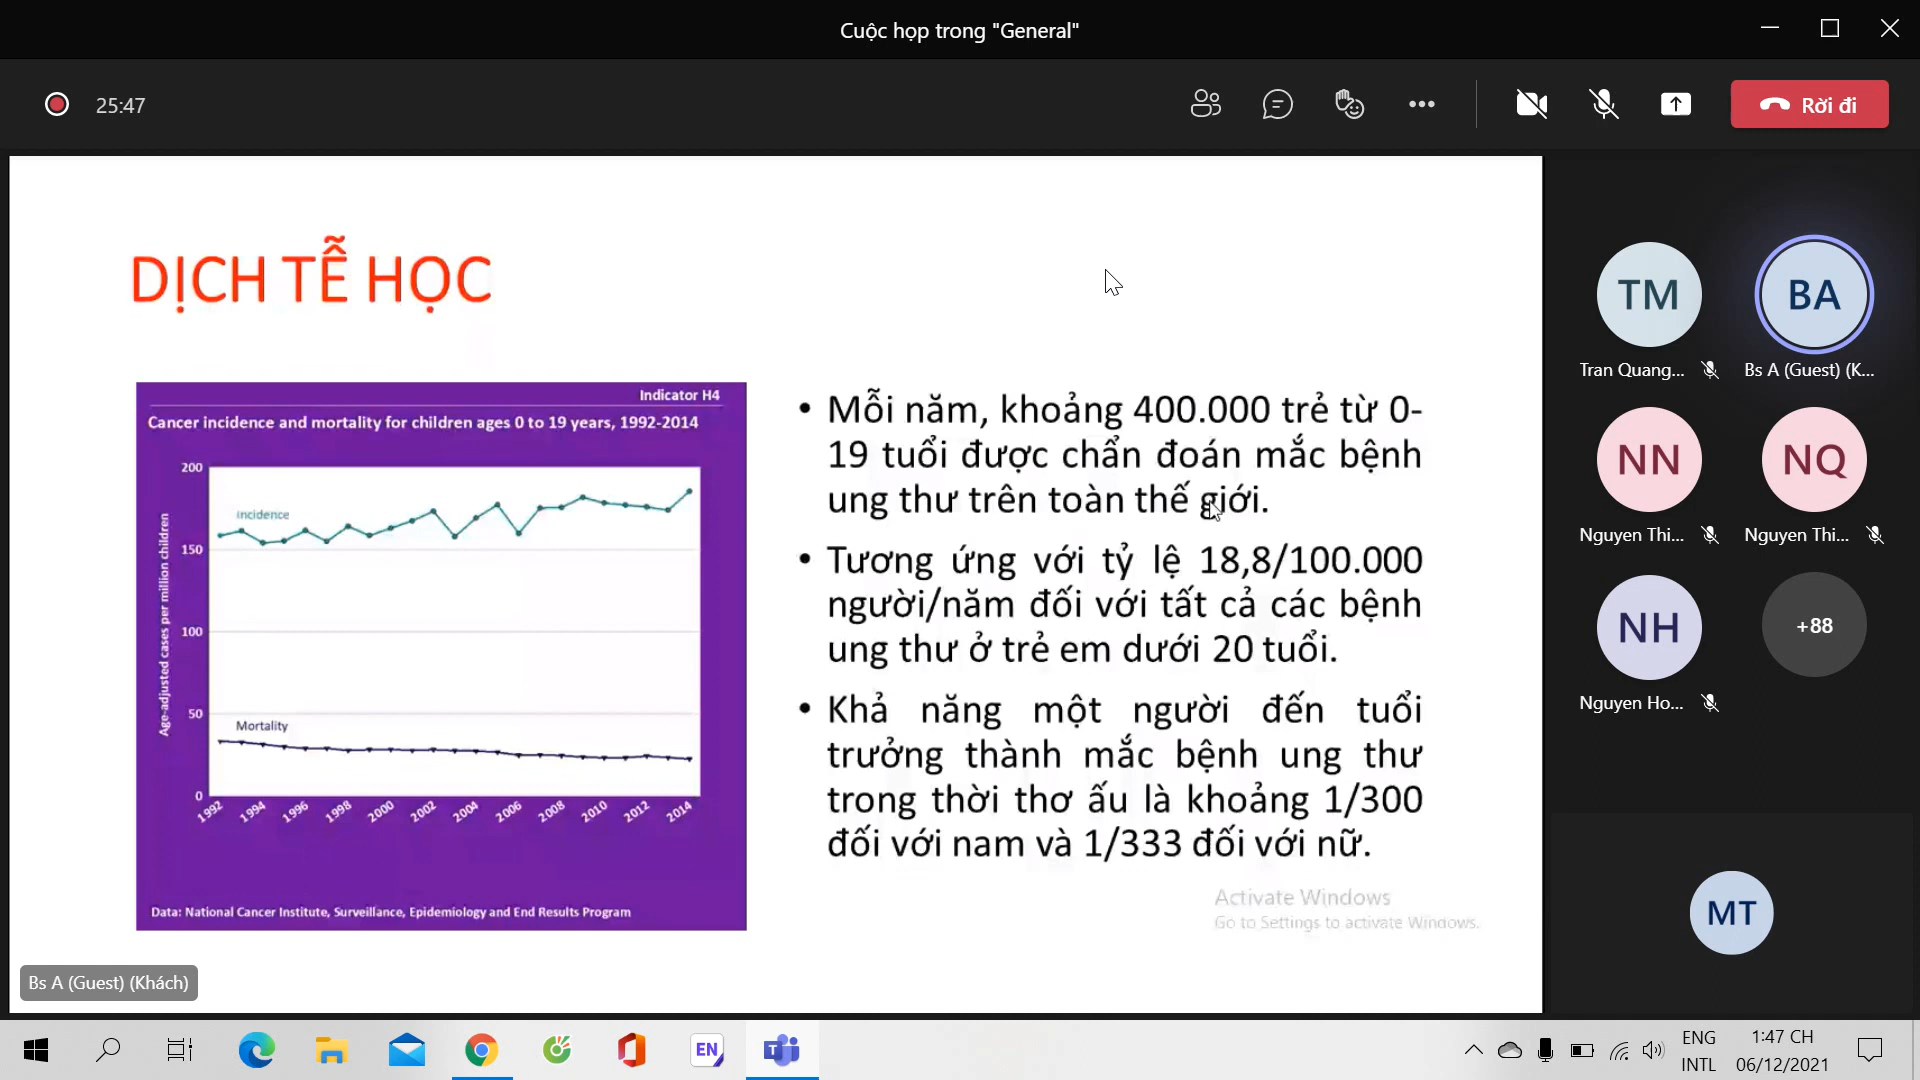 Cuộc họp trong "General"
25:47
Rời đi
DỊCH TỄ HỌC
Indicator H4
Cancer incidence and mortality for children ages 0 to 19 years, 1992-2014
Age-adjusted cases per million children
200
150
100
50
0
Incidence
Mortality
1992
1994
1996
1998
2000
2002
2004
2006
2008
2010
2012
2014
Data: National Cancer Institute, Surveillance, Epidemiology and End Results Program
• Mỗi năm, khoảng 400.000 trẻ từ 0-
19 tuổi được chẩn đoán mắc bệnh
ung thư trên toàn thế giới.
• Tương ứng với tỷ lệ 18,8/100.000
người/năm đối với tất cả các bệnh
ung thư ở trẻ em dưới 20 tuổi.
• Khả năng một người đến tuổi
trưởng thành mắc bệnh ung thư
trong thời thơ ấu là khoảng 1/300
đối với nam và 1/333 đối với nữ.
Activate Windows
Go to Settings to activate Windows.
Bs A (Guest) (Khách)
TM
Tran Quang...
BA
Bs A (Guest) (K...
NN
Nguyen Thi...
NQ
Nguyen Thi...
NH
Nguyen Ho...
+88
MT
EN
T
ENG
INTL
1:47 CH
06/12/2021